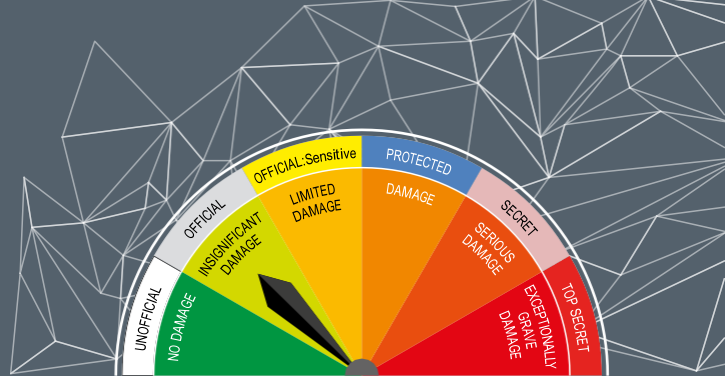 UNOFFICIAL
NO DAMAGE
OFFICIAL
INSIGNIFICANT
DAMAGE
OFFICIAL:Sensitive
LIMITED
DAMAGE
PROTECTED
DAMAGE
SECRET
SERIOUS
DAMAGE
TOP SECRET
EXCEPTIONALLY
GRAVE
DAMAGE